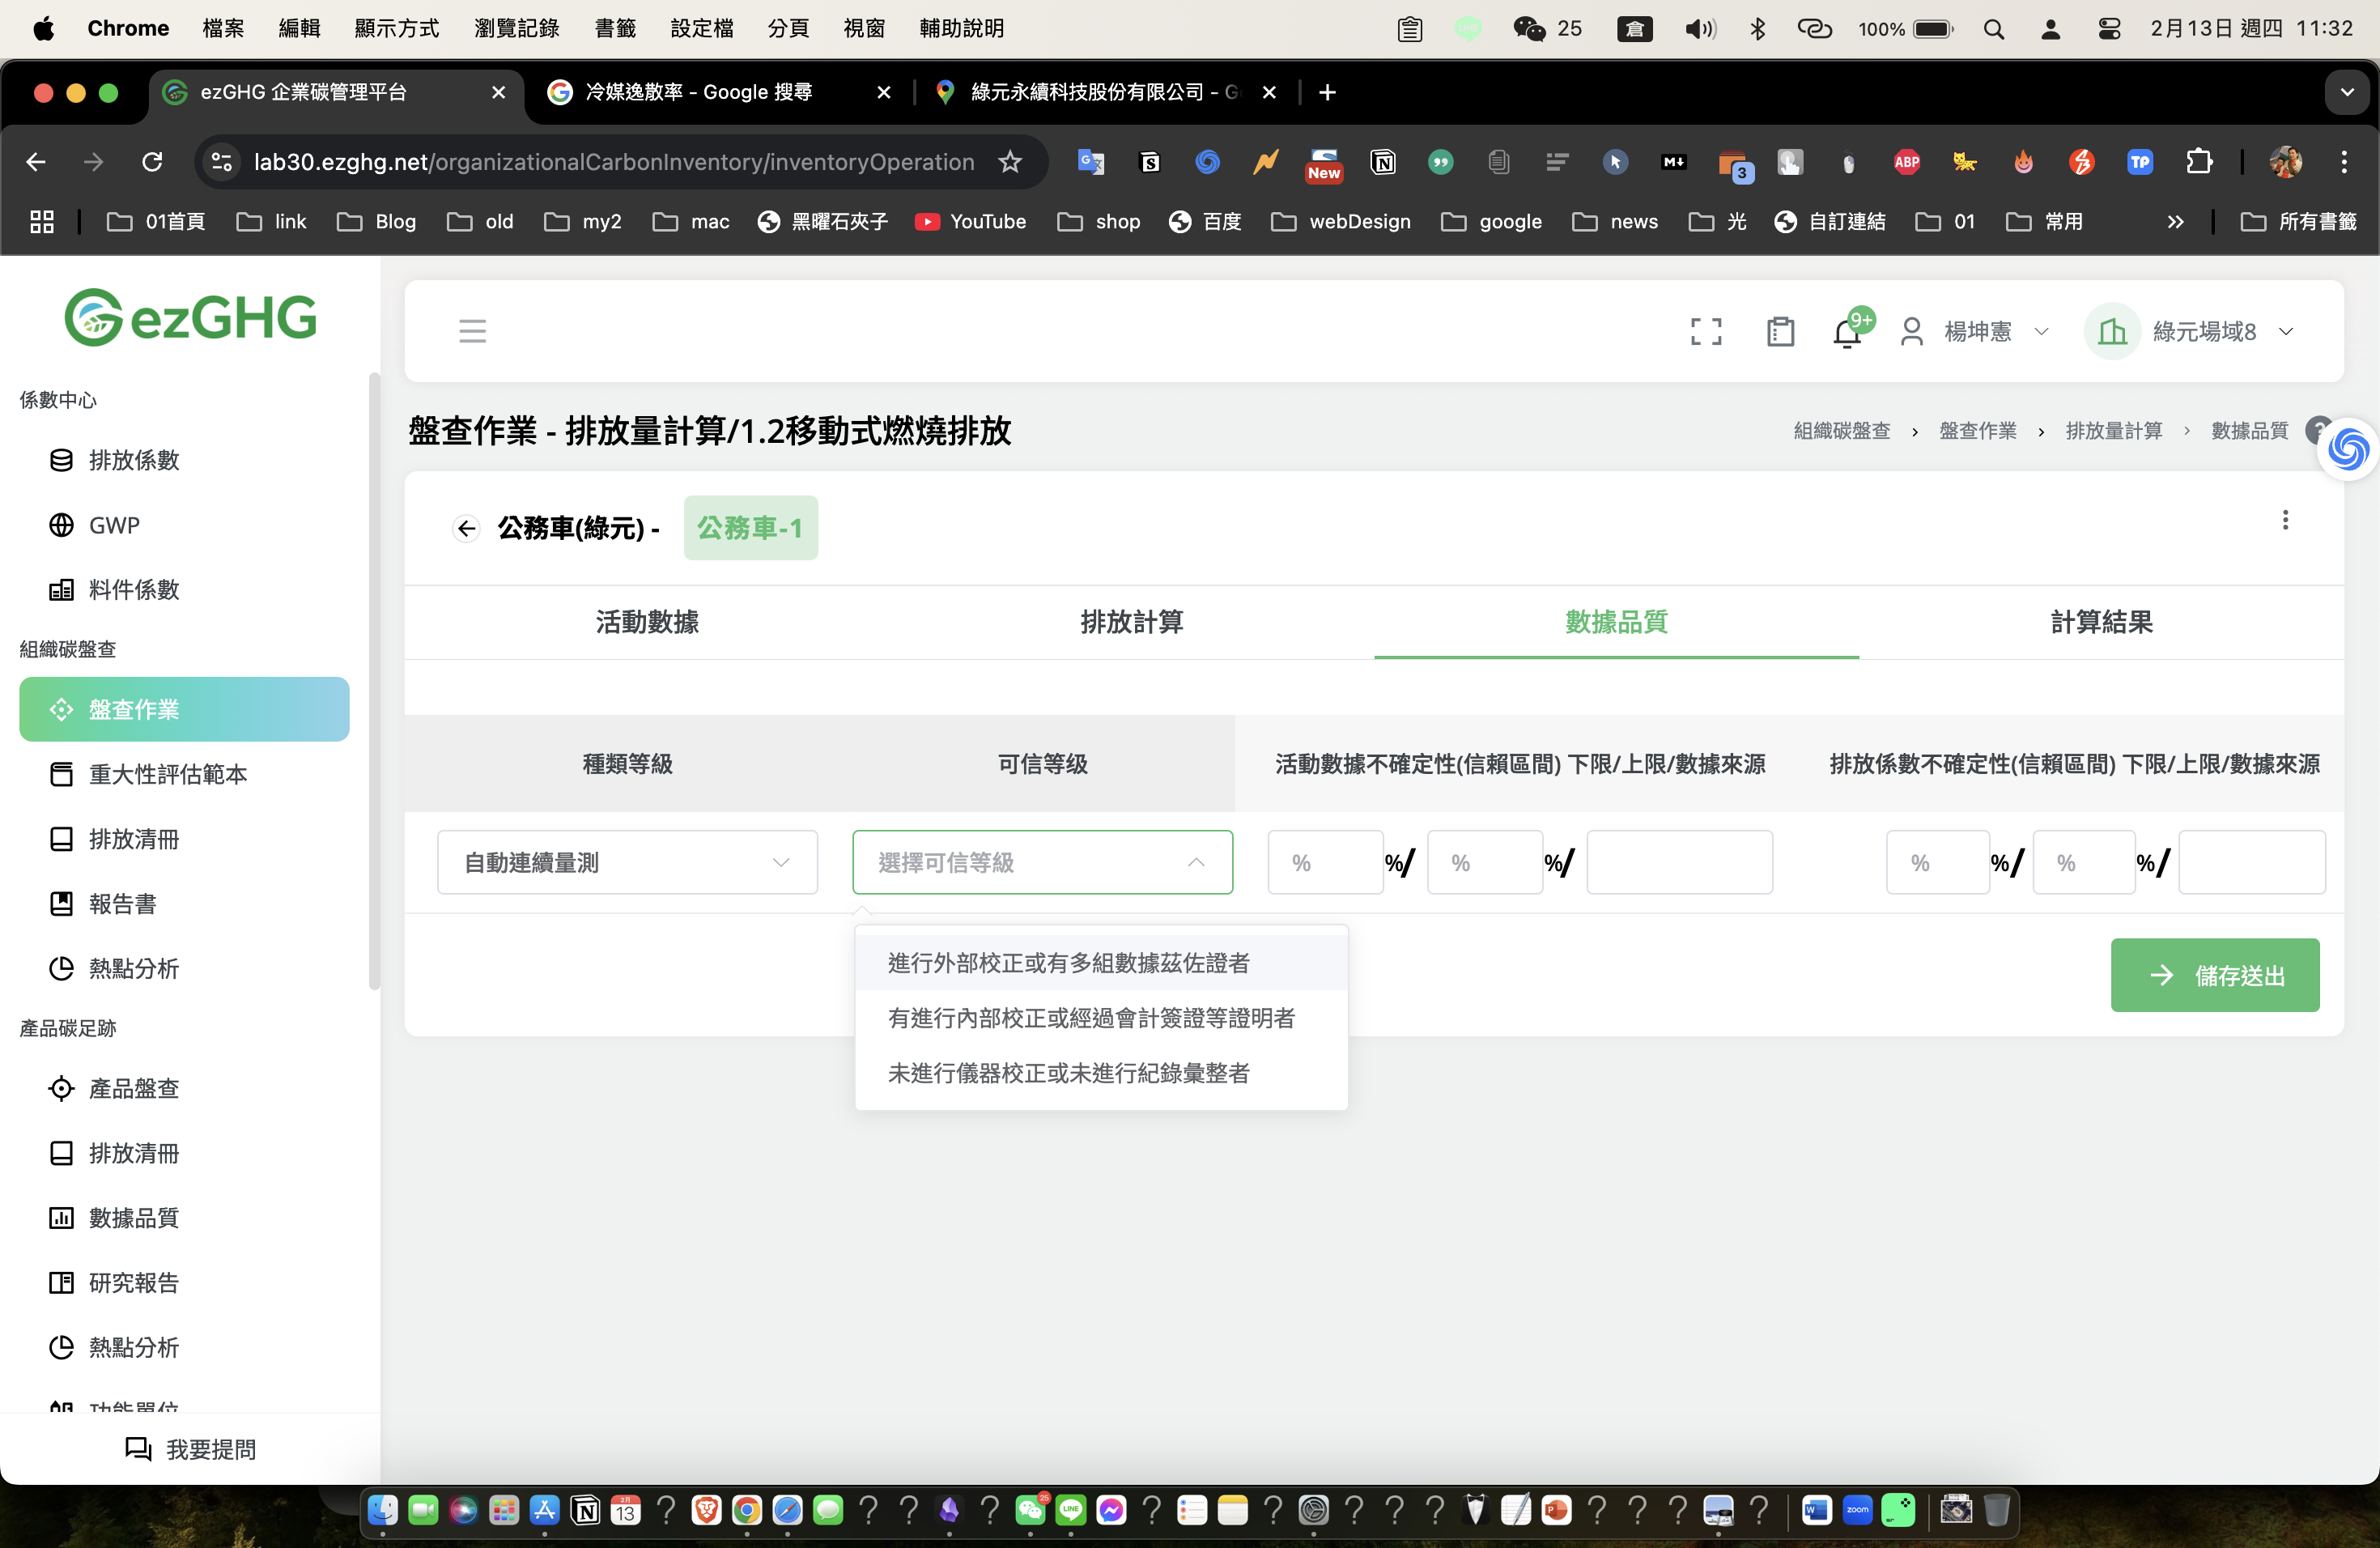 Chrome 檔案 編輯 顯示方式 瀏覽記錄 書籤 設定檔 分頁 視窗 輔助說明 25 倉 100% 2月13日 週四 11:32
ezGHG 企業碳管理平台 冷媒逸散率 - Google 搜尋 綠元永續科技股份有限公司 - G
lab30.ezghg.net/organizationalCarbonInventory/inventoryOperation New 3 ABP TP
01首頁 link Blog old my2 mac 黑曜石夾子 YouTube shop 百度 webDesign google news 光 自訂連結 01 常用 所有書籤
ezGHG
9+ 楊坤憲 綠元場域8
係數中心
排放係數
GWP
料件係數
組織碳盤查
盤查作業
重大性評估範本
排放清冊
報告書
熱點分析
產品碳足跡
產品盤查
排放清冊
數據品質
研究報告
熱點分析
功能單位
我要提問
盤查作業 - 排放量計算/1.2移動式燃燒排放
組織碳盤查 › 盤查作業 › 排放量計算 › 數據品質
公務車(綠元) - 公務車-1
活動數據 排放計算 數據品質 計算結果
種類等級 可信等级 活動數據不確定性(信賴區間) 下限/上限/數據來源 排放係數不確定性(信賴區間) 下限/上限/數據來源
自動連續量測 選擇可信等級 % %/ % %/ % %/ % %/
進行外部校正或有多組數據茲佐證者
有進行內部校正或經過會計簽證等證明者
未進行儀器校正或未進行紀錄彙整者
儲存送出
2月 13 25 LINE zoom